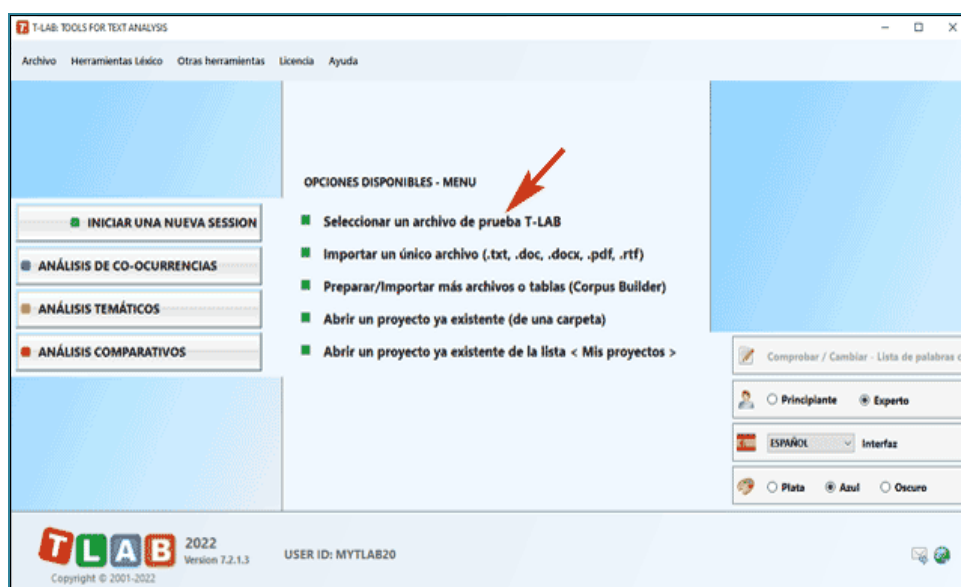 T-LAB: TOOLS FOR TEXT ANALYSIS
Archivo Herramientas Léxico Otras herramientas Licencia Ayuda
OPCIONES DISPONIBLES - MENU
INICIAR UNA NUEVA SESSION
ANÁLISIS DE CO-OCURRENCIAS
ANÁLISIS TEMÁTICOS
ANÁLISIS COMPARATIVOS
Seleccionar un archivo de prueba T-LAB
Importar un único archivo (.txt, .doc, .docx, .pdf, .rtf)
Preparar/Importar más archivos o tablas (Corpus Builder)
Abrir un proyecto ya existente (de una carpeta)
Abrir un proyecto ya existente de la lista < Mis proyectos >
Comprobar / Cambiar - Lista de palabras
Principiante Experto
ESPAÑOL Interfaz
Plata Azul Oscuro
TLAB
2022
Version 7.2.1.3
Copyright © 2001-2022
USER ID: MYTLAB20